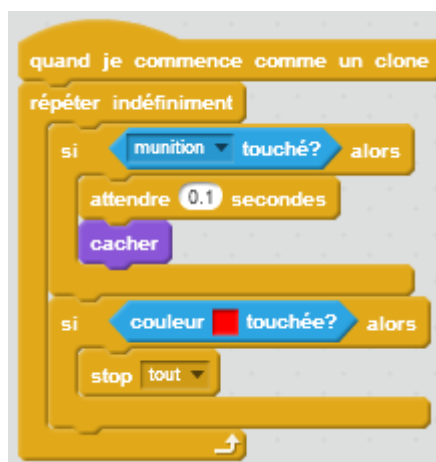 quand je commence comme un clone
répéter indéfiniment
si munition touché? alors
attendre 0.1 secondes
cacher
si couleur touchée? alors
stop tout